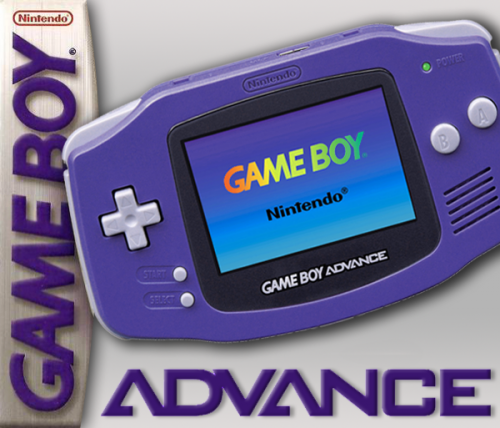 Nintendo®
GAME BOY®
Nintendo
POWER
B A
GAME BOY®
Nintendo®
START
SELECT
GAME BOY ADVANCE
ADVANCE